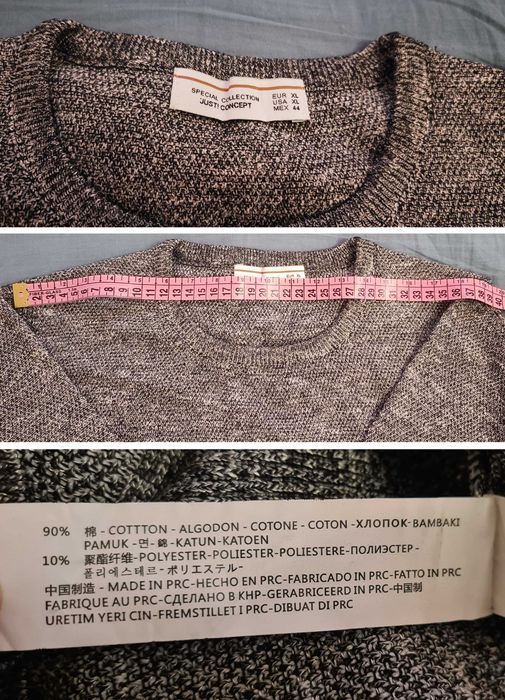 SPECIAL COLLECTION
JUST! CONCEPT
EUR XL
USA XL
MEX 44
90% 棉 - COTTTON - ALGODON - COTONE - COTON -ХЛОПОК- BAMBAKI
PAMUK -면- 錦 -KATUN-KATOEN
10% 聚酯纤维-POLYESTER-POLIESTER-POLIESTERE-ПОЛИЭСТЕР -
폴리에스테르- ポリエステル-
中国制造 - MADE IN PRC-HECHO EN PRC-FABRICADO IN PRC-FATTO IN PRC
FABRIQUE AU PRC-СДЕЛАНО В КНР-GERABRICEERD IN PRC-中国制
URETIM YERI CIN-FREMSTILLET I PRC-DIBUAT DI PRC